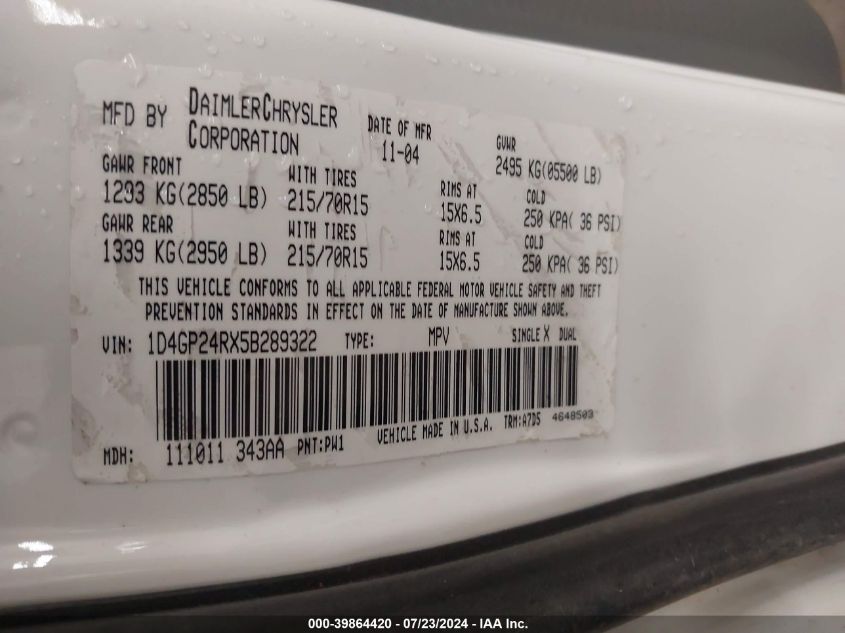 MFD BY DAIMLERCHRYSLER CORPORATION
DATE OF MFR 11-04
GVWR 2495 KG(05500 LB)
GAWR FRONT 1293 KG(2850 LB)
WITH TIRES 215/70R15
RIMS AT 15X6.5
COLD 250 KPA( 36 PSI)
GAWR REAR 1339 KG(2950 LB)
WITH TIRES 215/70R15
RIMS AT 15X6.5
COLD 250 KPA( 36 PSI)
THIS VEHICLE CONFORMS TO ALL APPLICABLE FEDERAL MOTOR VEHICLE SAFETY AND THEFT
PREVENTION STANDARDS IN EFFECT ON THE DATE OF MANUFACTURE SHOWN ABOVE.
VIN: 1D4GP24RX5B289322 TYPE: MPV SINGLE X DUAL
MDH: 111011 343AA PNT:PW1 VEHICLE MADE IN U.S.A. TRM:A7D5 4648503
000-39864420 / 07/23/2024 - IAA Inc.